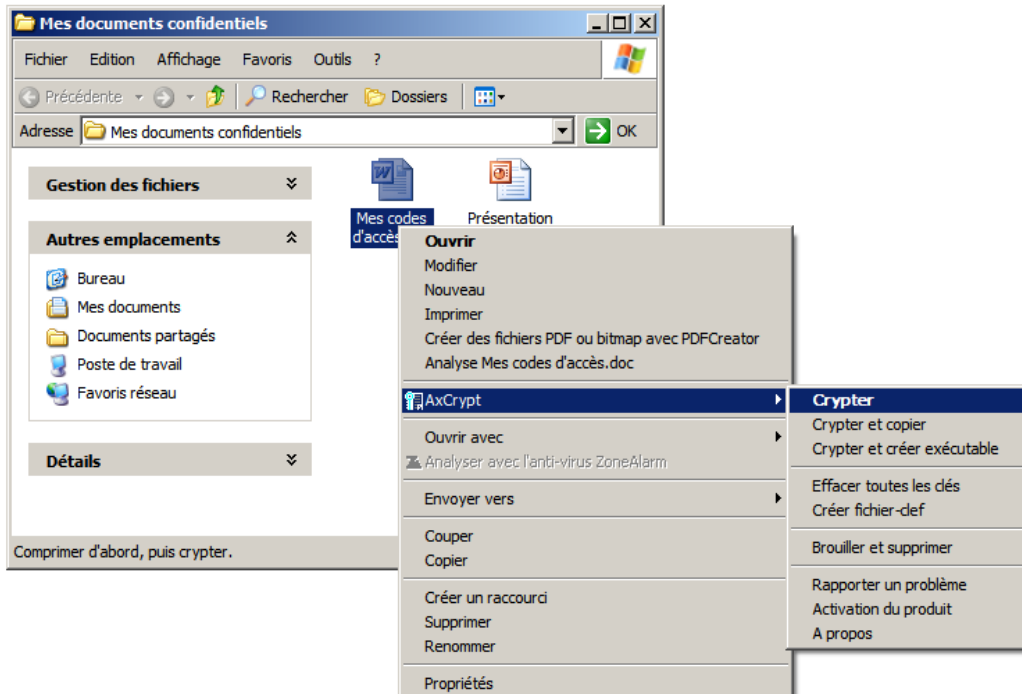 Mes documents confidentiels
Fichier Edition Affichage Favoris Outils ?
Précédente Rechercher Dossiers
Adresse Mes documents confidentiels OK
Gestion des fichiers
Autres emplacements
Bureau
Mes documents
Documents partagés
Poste de travail
Favoris réseau
Détails
Mes codes
d'accès
Présentation
Comprimer d'abord, puis crypter.
Ouvrir
Modifier
Nouveau
Imprimer
Créer des fichiers PDF ou bitmap avec PDFCreator
Analyse Mes codes d'accès.doc
AxCrypt
Ouvrir avec
Analyser avec l'anti-virus ZoneAlarm
Envoyer vers
Couper
Copier
Créer un raccourci
Supprimer
Renommer
Propriétés
Crypter
Crypter et copier
Crypter et créer exécutable
Effacer toutes les clés
Créer fichier-clef
Brouiller et supprimer
Rapporter un problème
Activation du produit
A propos